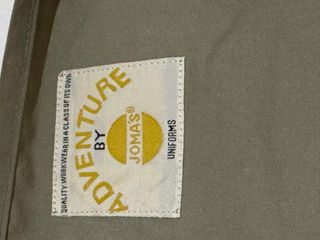 QUALITY WORKWEAR IN A CLASS OF ITS OWN
ADVENTURE
BY
JOMA'S®
UNIFORMS